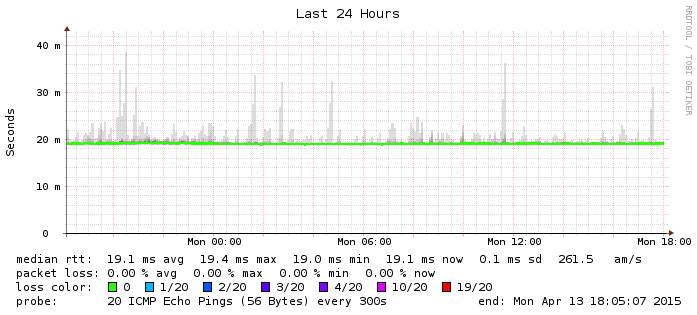 Last 24 Hours
RRDTOOL / TOBI OETIKER
Seconds
40 m
30 m
20 m
10 m
0
Mon 00:00 Mon 06:00 Mon 12:00 Mon 18:00
median rtt: 19.1 ms avg 19.4 ms max 19.0 ms min 19.1 ms now 0.1 ms sd 261.5 am/s
packet loss: 0.00 % avg 0.00 % max 0.00 % min 0.00 % now
loss color: 0 1/20 2/20 3/20 4/20 10/20 19/20
probe: 20 ICMP Echo Pings (56 Bytes) every 300s end: Mon Apr 13 18:05:07 2015